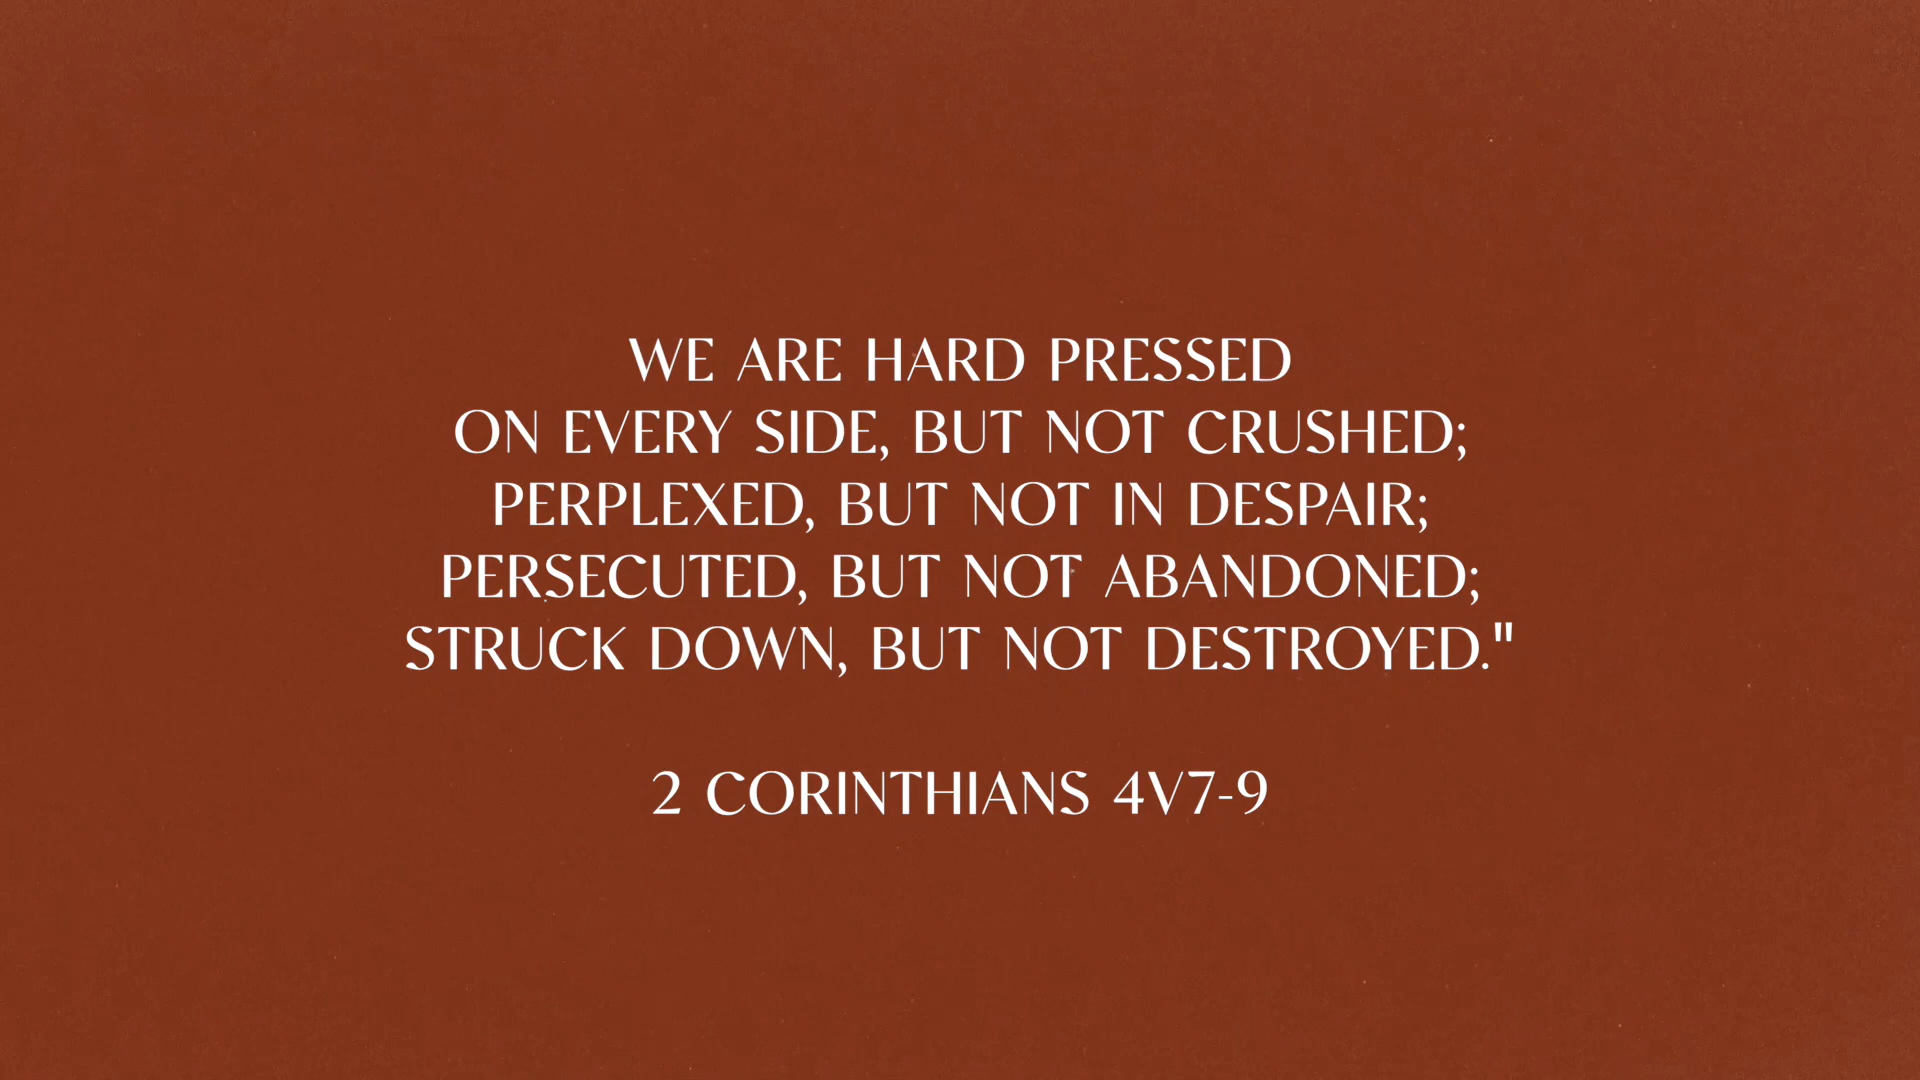 WE ARE HARD PRESSED
ON EVERY SIDE, BUT NOT CRUSHED;
PERPLEXED, BUT NOT IN DESPAIR;
PERSECUTED, BUT NOT ABANDONED;
STRUCK DOWN, BUT NOT DESTROYED."
2 CORINTHIANS 4V7-9